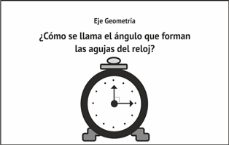 Eje Geometría
¿Cómo se llama el ángulo que forman
las agujas del reloj?